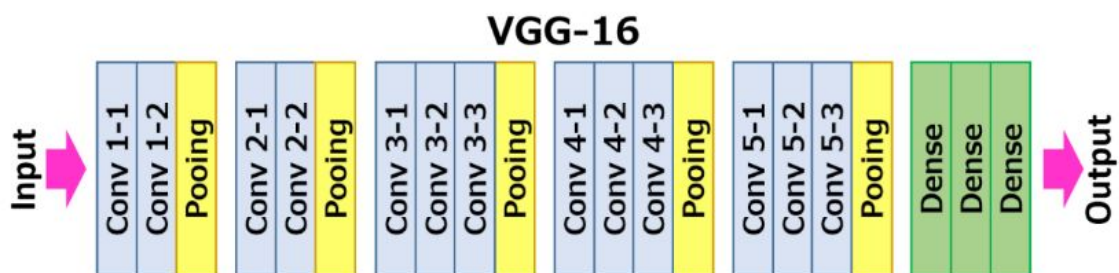 VGG-16
Input
Conv 1-1
Conv 1-2
Pooing
Conv 2-1
Conv 2-2
Pooing
Conv 3-1
Conv 3-2
Conv 3-3
Pooing
Conv 4-1
Conv 4-2
Conv 4-3
Pooing
Conv 5-1
Conv 5-2
Conv 5-3
Pooing
Dense
Dense
Dense
Output